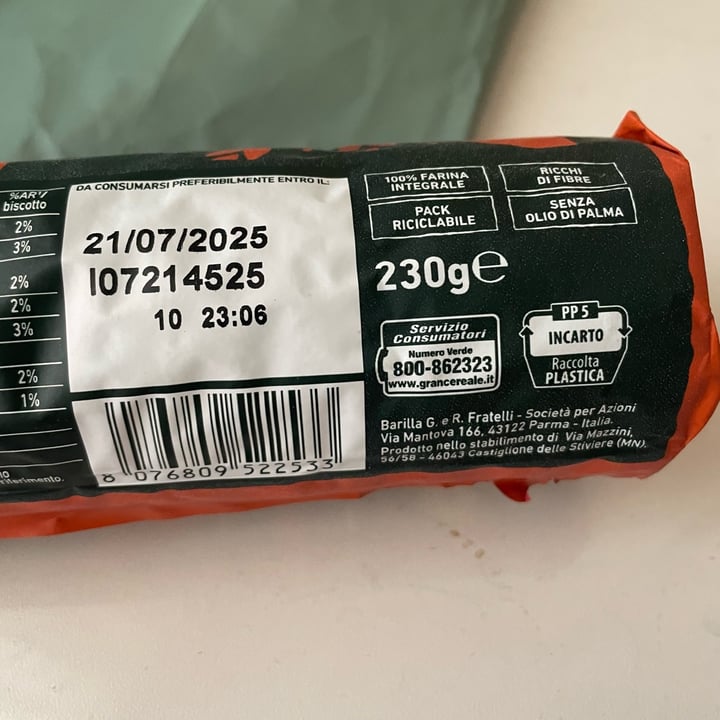 %AR*/
biscotto
2%
3%
2%
2%
3%
2%
1%
riferimento.
DA CONSUMARSI PREFERIBILMENTE ENTRO IL:
21/07/2025
I07214525
10 23:06
8 076809 522533
100% FARINA
INTEGRALE
RICCHI
DI FIBRE
PACK
RICICLABILE
SENZA
OLIO DI PALMA
230g℮
Servizio
Consumatori
Numero Verde
800-862323
www.grancereale.it
PP 5
INCARTO
Raccolta
PLASTICA
Barilla G. e R. Fratelli - Società per Azioni
Via Mantova 166, 43122 Parma - Italia.
Prodotto nello stabilimento di Via Mazzini,
56/58 - 46043 Castiglione delle Stiviere (MN).